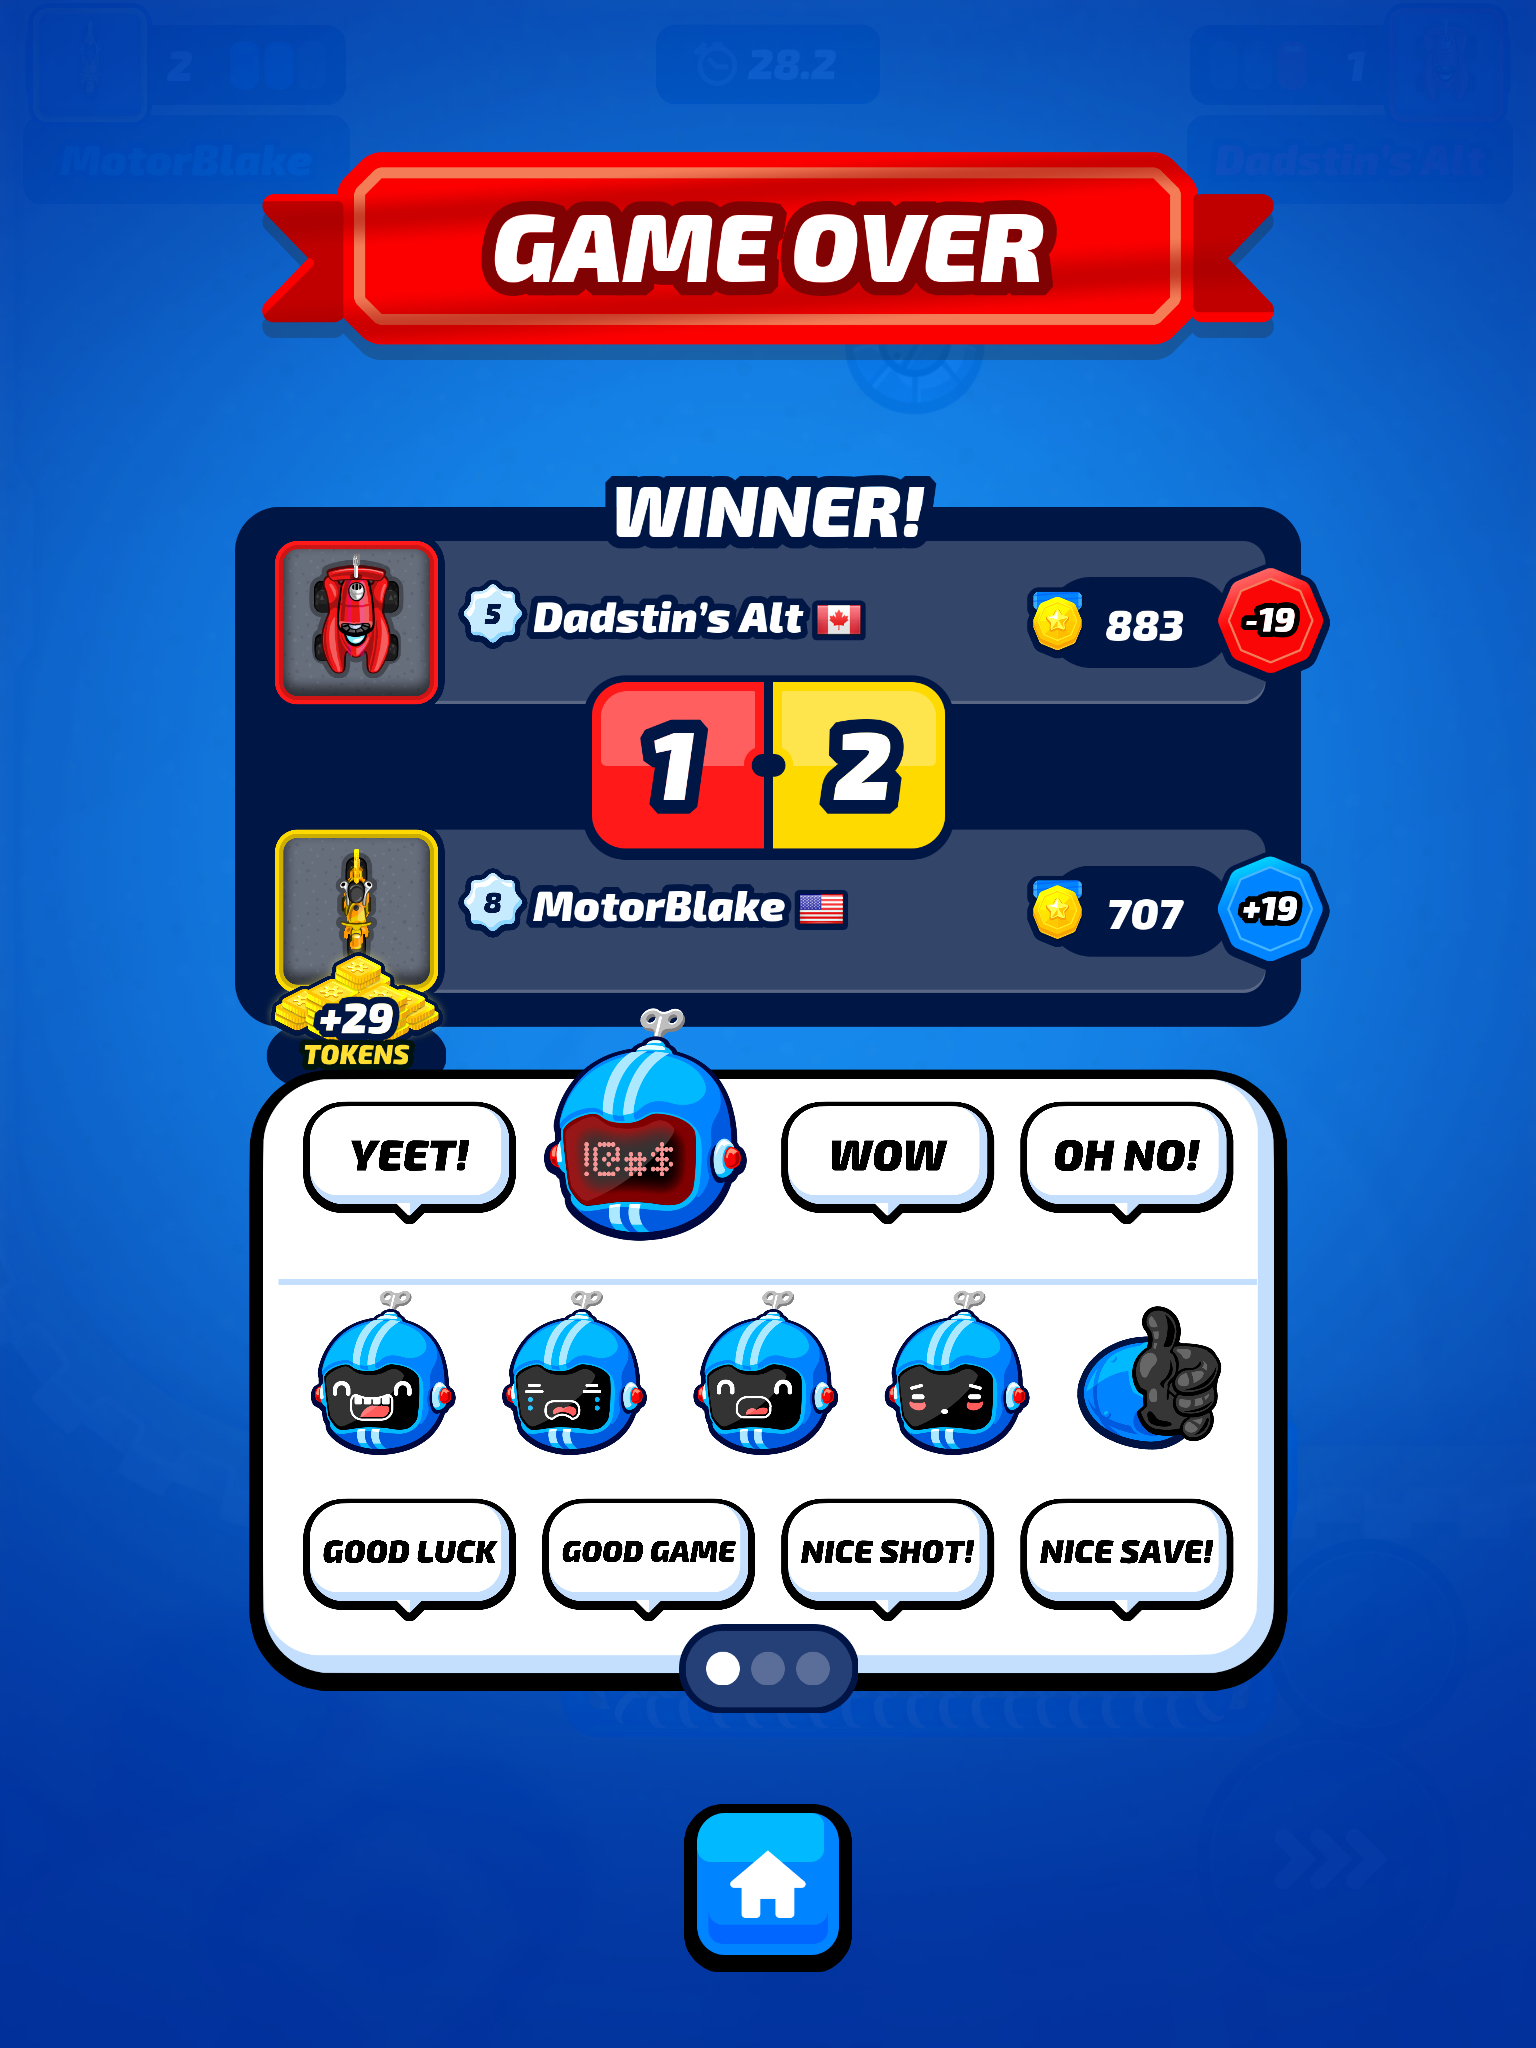 2
28.2
1
MotorBlake
Dadstin's Alt
GAME OVER
WINNER!
5 Dadstin's Alt 883 -19
1 2
8 MotorBlake 707 +19
+29
TOKENS
YEET! !@#$ WOW OH NO!
GOOD LUCK GOOD GAME NICE SHOT! NICE SAVE!